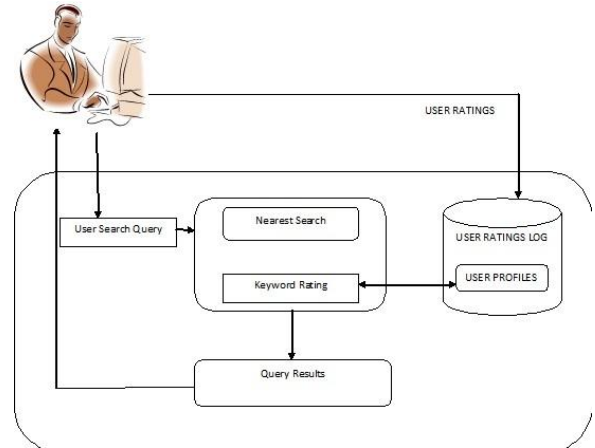 USER RATINGS
User Search Query
Nearest Search
USER RATINGS LOG
Keyword Rating
USER PROFILES
Query Results